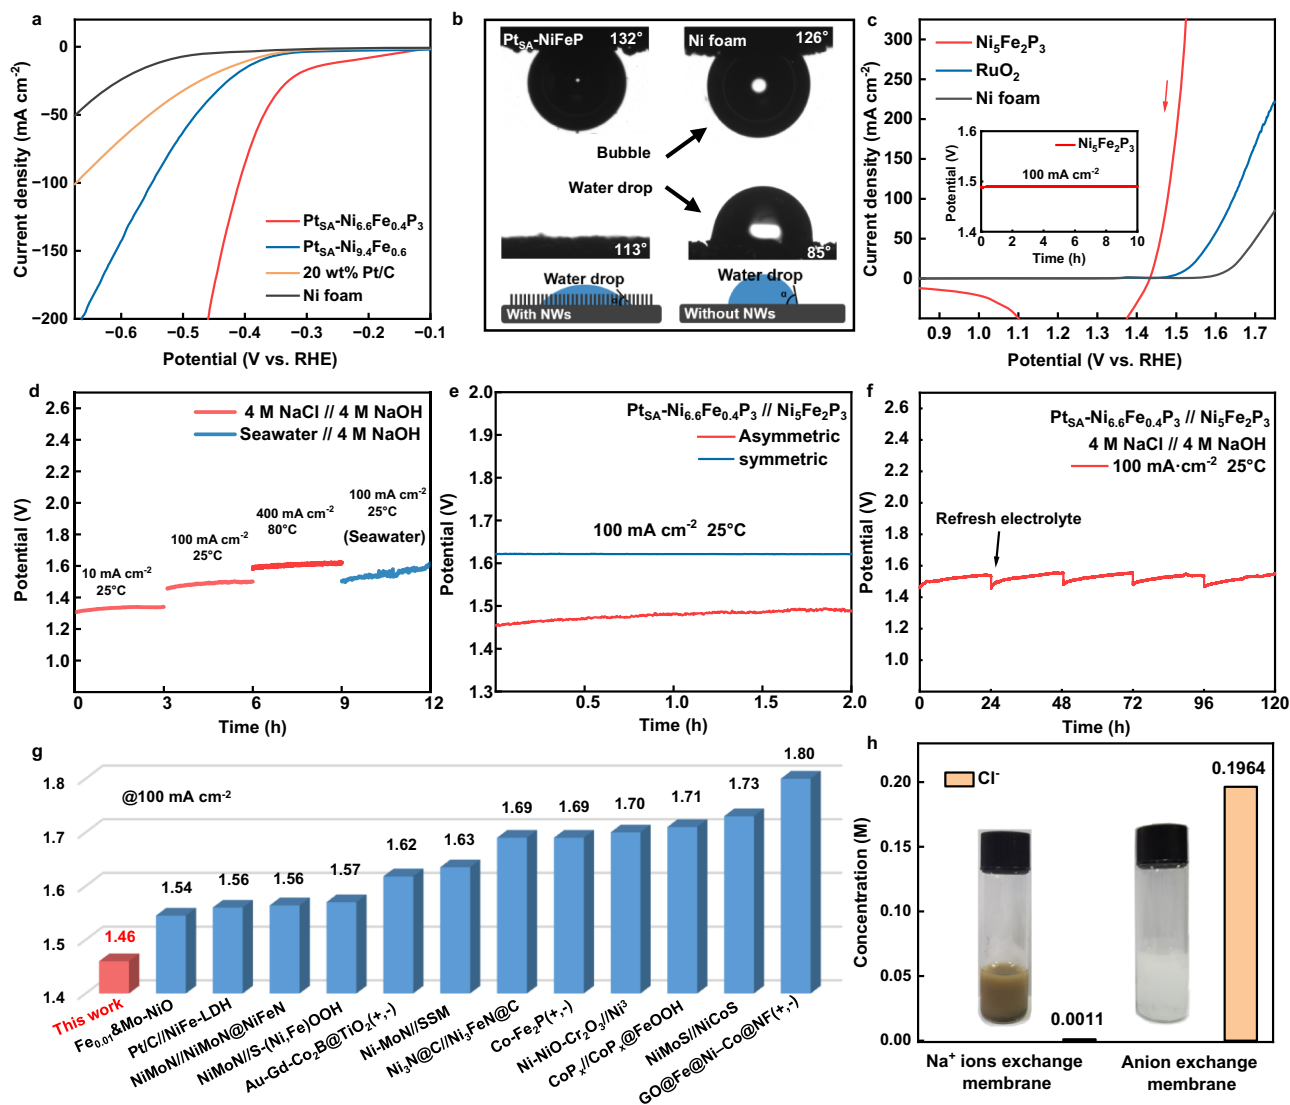 a
0
−50
−100
−150
−200
Current density (mA cm⁻²)
Pt_SA-Ni₆.₆Fe₀.₄P₃
Pt_SA-Ni₉.₄Fe₀.₆
20 wt% Pt/C
Ni foam
−0.6 −0.5 −0.4 −0.3 −0.2 −0.1
Potential (V vs. RHE)
b
Pt_SA-NiFeP 132°
Ni foam 126°
Bubble
Water drop
113°
85°
Water drop
α
With NWs
Water drop
α
Without NWs
c
300
250
200
150
100
50
0
−50
Current density (mA cm⁻²)
Ni₅Fe₂P₃
RuO₂
Ni foam
1.6
1.5
1.4
Potential (V)
Ni₅Fe₂P₃
100 mA cm⁻²
0 2 4 6 8 10
Time (h)
0.9 1.0 1.1 1.2 1.3 1.4 1.5 1.6 1.7
Potential (V vs. RHE)
d
2.6
2.4
2.2
2.0
1.8
1.6
1.4
1.2
1.0
Potential (V)
4 M NaCl // 4 M NaOH
Seawater // 4 M NaOH
10 mA cm⁻²
25°C
100 mA cm⁻²
25°C
400 mA cm⁻²
80°C
100 mA cm⁻²
25°C
(Seawater)
0 3 6 9 12
Time (h)
e
2.0
1.9
1.8
1.7
1.6
1.5
1.4
1.3
Potential (V)
Pt_SA-Ni₆.₆Fe₀.₄P₃ // Ni₅Fe₂P₃
Asymmetric
symmetric
100 mA cm⁻² 25°C
0.5 1.0 1.5 2.0
Time (h)
f
2.6
2.4
2.2
2.0
1.8
1.6
1.4
1.2
1.0
Potential (V)
Pt_SA-Ni₆.₆Fe₀.₄P₃ // Ni₅Fe₂P₃
4 M NaCl // 4 M NaOH
100 mA·cm⁻² 25°C
Refresh electrolyte
0 24 48 72 96 120
Time (h)
g
1.8
1.7
1.6
1.5
1.4
@100 mA cm⁻²
1.46
1.54
1.56
1.56
1.57
1.62
1.63
1.69
1.69
1.70
1.71
1.73
1.80
This work
Fe₀.₀₁&Mo-NiO
Pt/C//NiFe-LDH
NiMoN//NiMoN@NiFeN
NiMoN//S-(Ni,Fe)OOH
Au-Gd-Co₂B@TiO₂(+,-)
Ni-MoN//SSM
Ni₃N@C//Ni₃FeN@C
Co-Fe₂P(+,-)
Ni-NiO-Cr₂O₃//Ni³
CoPₓ//CoPₓ@FeOOH
NiMoS//NiCoS
GO@Fe@Ni–Co@NF(+,-)
h
0.20
0.15
0.10
0.05
0.00
Concentration (M)
Cl⁻
0.0011
0.1964
Na⁺ ions exchange
membrane
Anion exchange
membrane